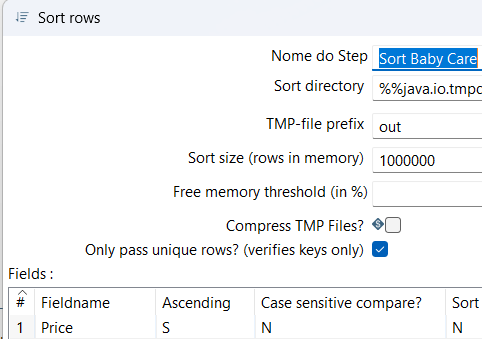 Sort rows
Nome do Step Sort Baby Care
Sort directory %%java.io.tmpd
TMP-file prefix out
Sort size (rows in memory) 1000000
Free memory threshold (in %)
Compress TMP Files?
Only pass unique rows? (verifies keys only)
Fields :
# Fieldname Ascending Case sensitive compare? Sort
1 Price S N N